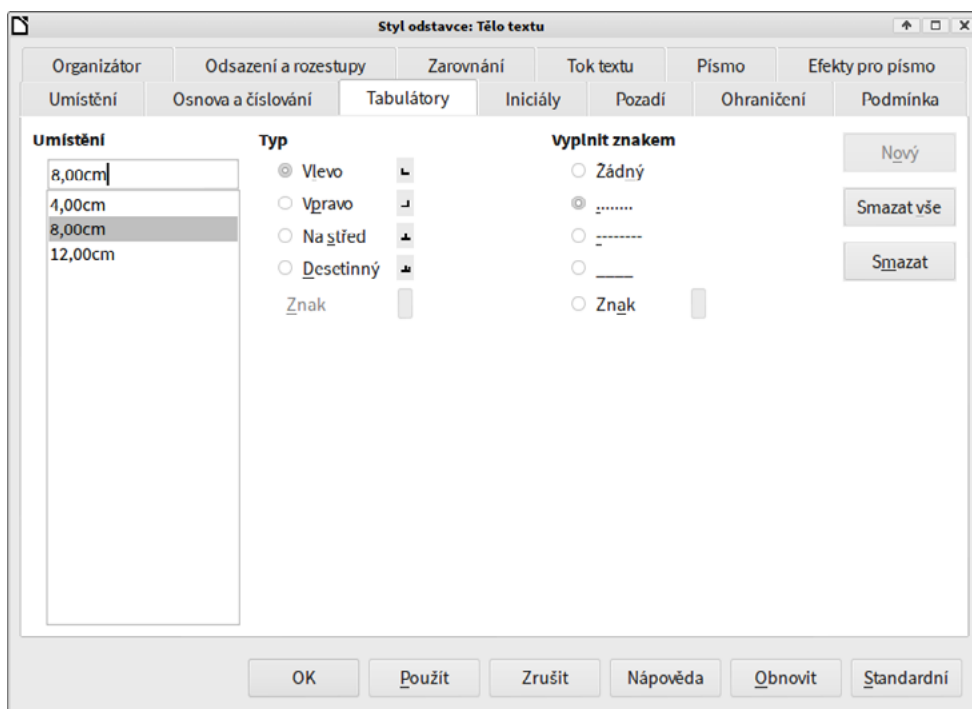 Styl odstavce: Tělo textu
Organizátor Odsazení a rozestupy Zarovnání Tok textu Písmo Efekty pro písmo
Umístění Osnova a číslování Tabulátory Iniciály Pozadí Ohraničení Podmínka
Umístění Typ Vyplnit znakem
8,00cm Vlevo Žádný Nový
4,00cm Vpravo ........ Smazat vše
8,00cm Na střed --------
12,00cm Desetinný ____ Smazat
Znak Znak
OK Použít Zrušit Nápověda Obnovit Standardní